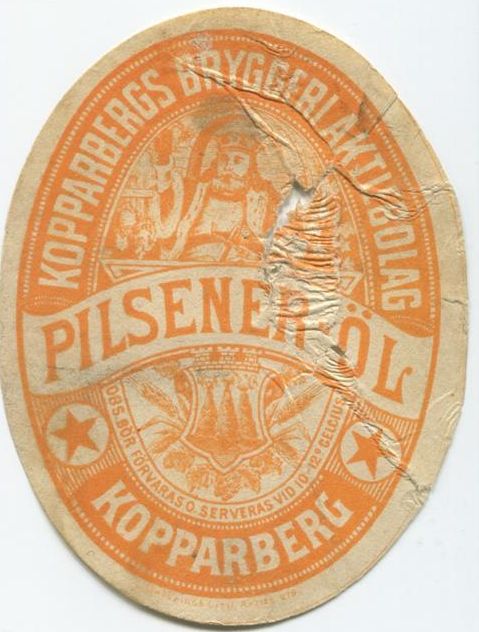 KOPPARBERGS BRYGGERI AKTIEBOLAG
PILSENER-ÖL
OBS. BÖR FÖRVARAS O. SERVERAS VID 10-12° CELCIUS
KOPPARBERG